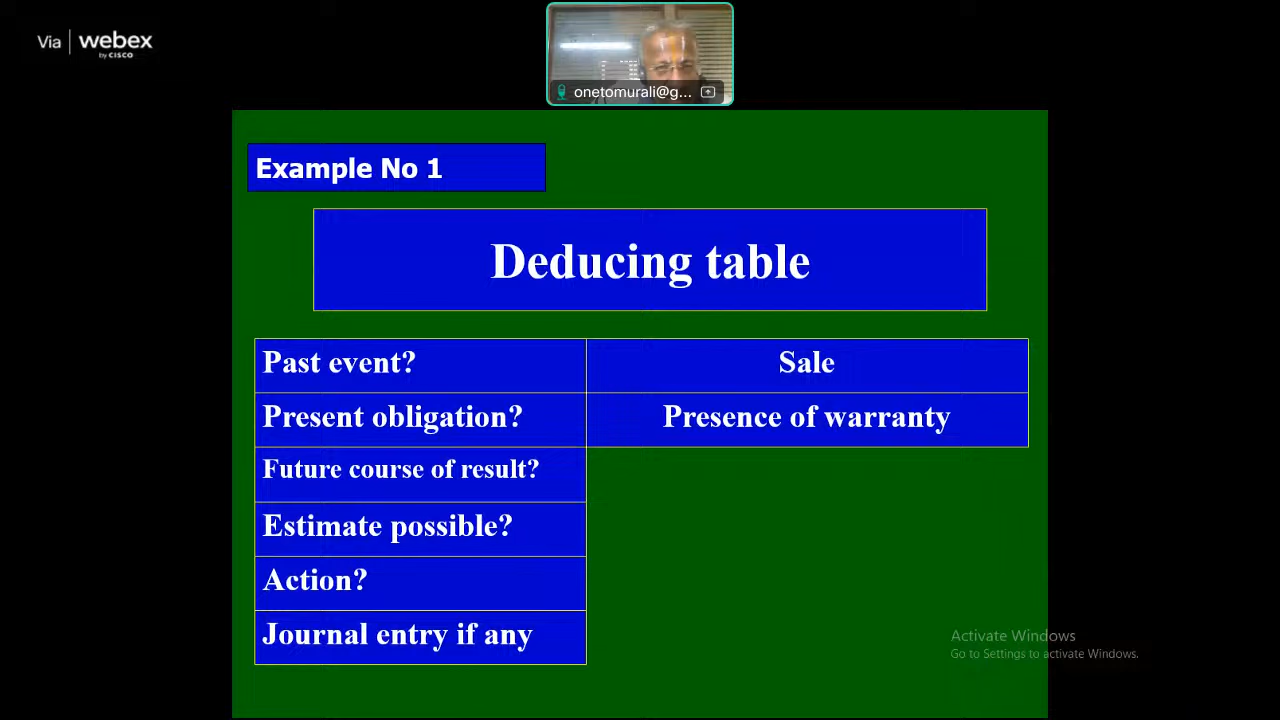 Via webex
by CISCO
onetomurali@g...
Example No 1
Deducing table
Past event? Sale
Present obligation? Presence of warranty
Future course of result?
Estimate possible?
Action?
Journal entry if any
Activate Windows
Go to Settings to activate Windows.